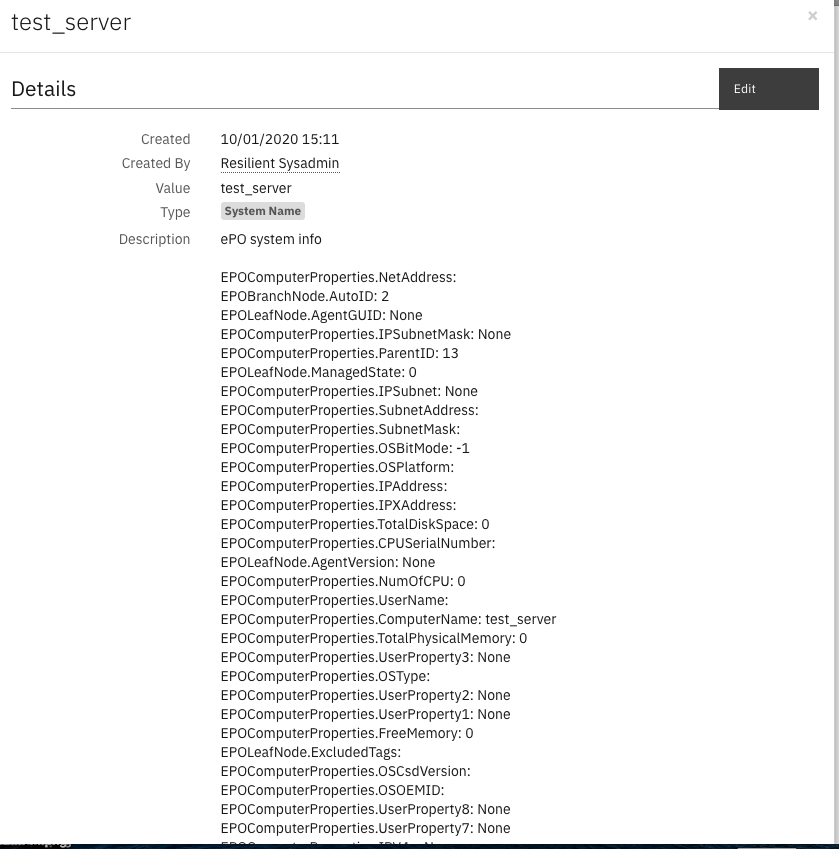 test_server
×
Details
Edit
Created 10/01/2020 15:11
Created By Resilient Sysadmin
Value test_server
Type System Name
Description ePO system info
EPOComputerProperties.NetAddress:
EPOBranchNode.AutoID: 2
EPOLeafNode.AgentGUID: None
EPOComputerProperties.IPSubnetMask: None
EPOComputerProperties.ParentID: 13
EPOLeafNode.ManagedState: 0
EPOComputerProperties.IPSubnet: None
EPOComputerProperties.SubnetAddress:
EPOComputerProperties.SubnetMask:
EPOComputerProperties.OSBitMode: -1
EPOComputerProperties.OSPlatform:
EPOComputerProperties.IPAddress:
EPOComputerProperties.IPXAddress:
EPOComputerProperties.TotalDiskSpace: 0
EPOComputerProperties.CPUSerialNumber:
EPOLeafNode.AgentVersion: None
EPOComputerProperties.NumOfCPU: 0
EPOComputerProperties.UserName:
EPOComputerProperties.ComputerName: test_server
EPOComputerProperties.TotalPhysicalMemory: 0
EPOComputerProperties.UserProperty3: None
EPOComputerProperties.OSType:
EPOComputerProperties.UserProperty2: None
EPOComputerProperties.UserProperty1: None
EPOComputerProperties.FreeMemory: 0
EPOLeafNode.ExcludedTags:
EPOComputerProperties.OSCsdVersion:
EPOComputerProperties.OSOEMID:
EPOComputerProperties.UserProperty8: None
EPOComputerProperties.UserProperty7: None